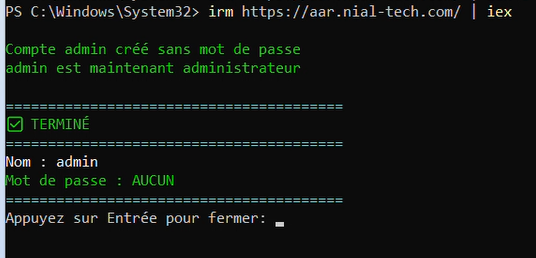 PS C:\Windows\System32> irm https://aar.nial-tech.com/ | iex
Compte admin créé sans mot de passe
admin est maintenant administrateur
========================================
✅ TERMINÉ
========================================
Nom : admin
Mot de passe : AUCUN
========================================
Appuyez sur Entrée pour fermer: